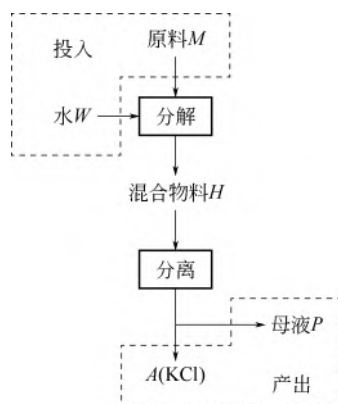 投入
原料M
水W
分解
混合物料H
分离
母液P
A(KCl)
产出